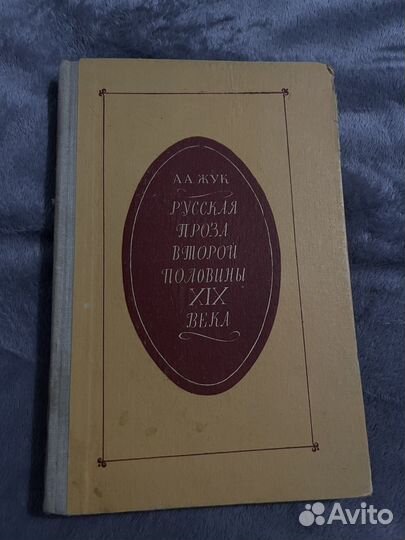 А.А. ЖУК
РУССКАЯ
ПРОЗА
ВТОРОЙ
ПОЛОВИНЫ
XIX
ВЕКА
Avito